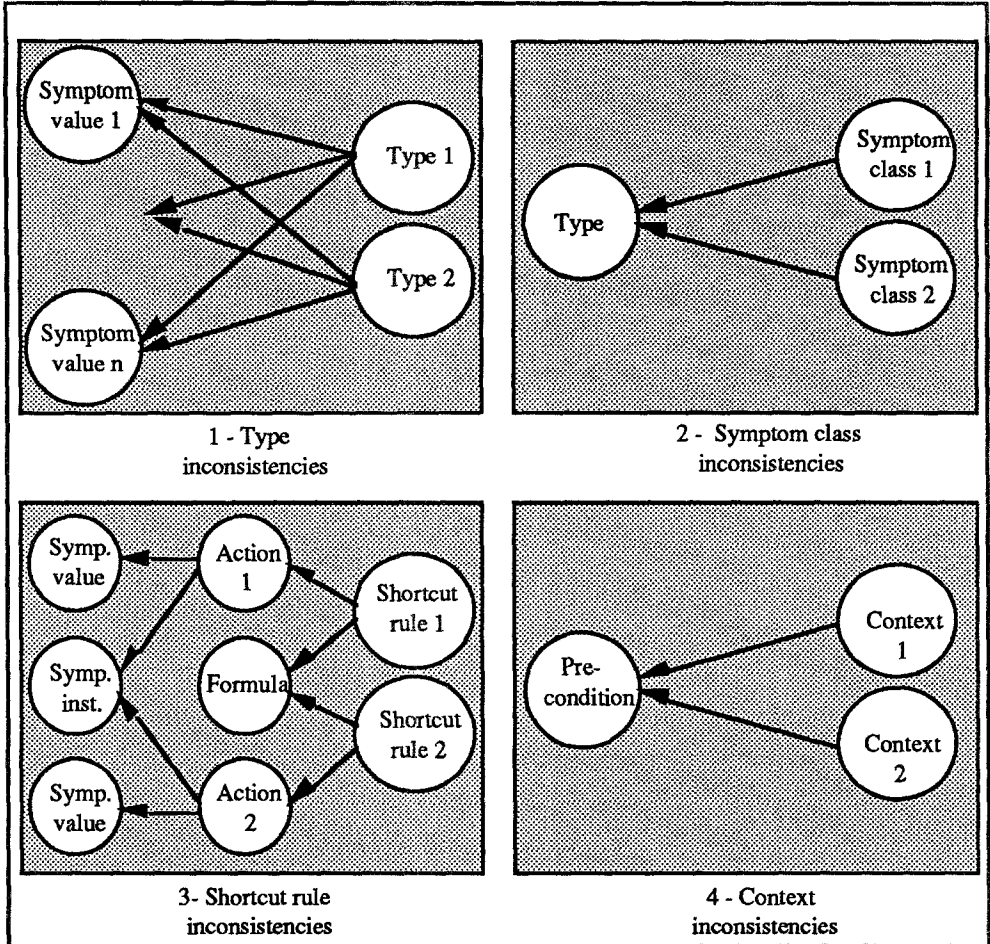 Symptom
value 1
Type 1
Type 2
Symptom
value n
1 - Type
inconsistencies
Symptom
class 1
Type
Symptom
class 2
2 - Symptom class
inconsistencies
Symp.
value
Action
1
Shortcut
rule 1
Symp.
inst.
Formula
Shortcut
rule 2
Symp.
value
Action
2
3- Shortcut rule
inconsistencies
Context
1
Pre-
condition
Context
2
4 - Context
inconsistencies